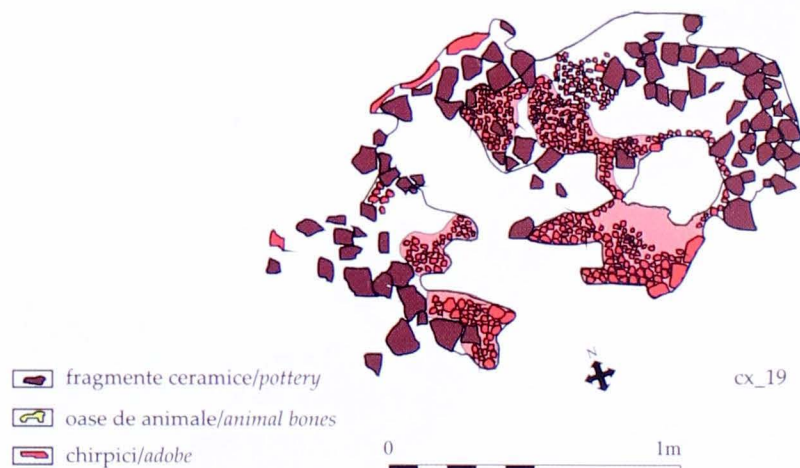 N
cx_19
fragmente ceramice/pottery
oase de animale/animal bones
chirpici/adobe
0 1m